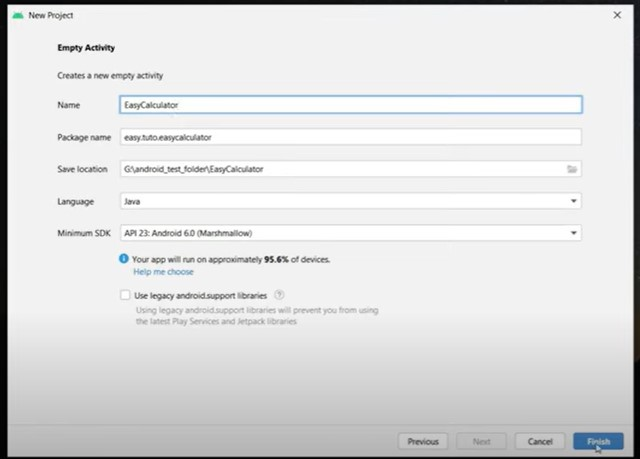 New Project
Empty Activity
Creates a new empty activity
Name EasyCalculator
Package name easy.tuto.easycalculator
Save location G:\android_test_folder\EasyCalculator
Language Java
Minimum SDK API 23: Android 6.0 (Marshmallow)
Your app will run on approximately 95.6% of devices.
Help me choose
Use legacy android.support libraries ?
Using legacy android.support libraries will prevent you from using
the latest Play Services and Jetpack libraries
Previous Next Cancel Finish